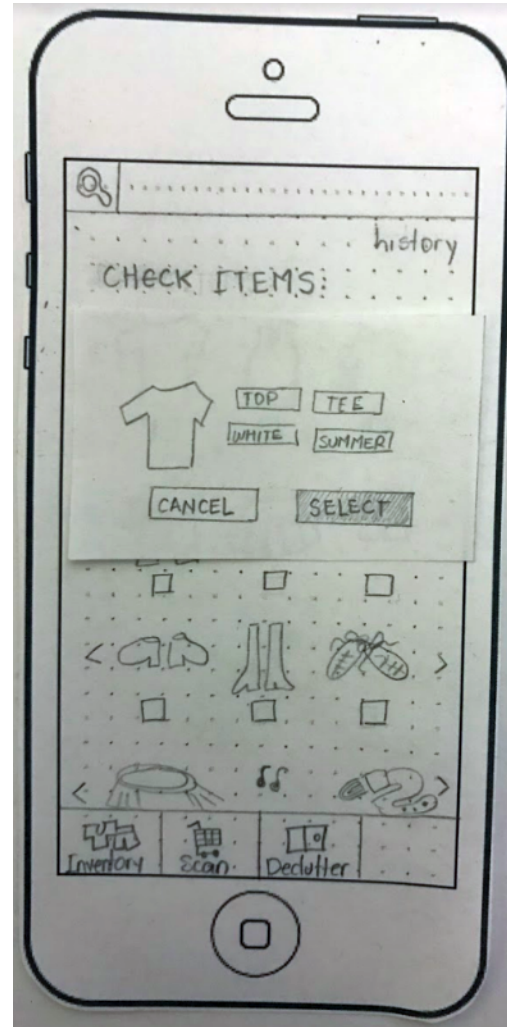 history
CHECK ITEMS:
TOP TEE
WHITE SUMMER
CANCEL SELECT
Inventory Scan Declutter